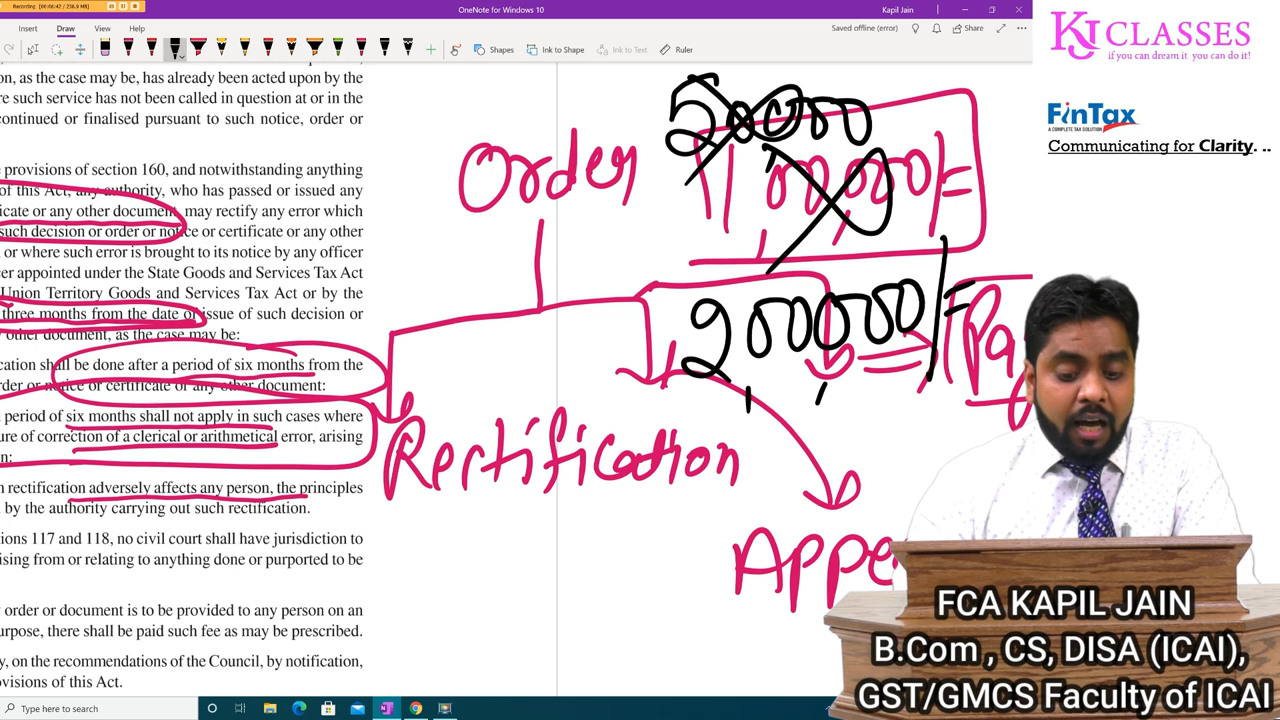 Recording [00:06:42 / 238.9 MB]
OneNote for Windows 10
Kapil Jain
Insert Draw View Help
Saved offline (error)
Share
Shapes Ink to Shape Ink to Text Ruler
on, as the case may be, has already been acted upon by the
re such service has not been called in question at or in the
continued or finalised pursuant to such notice, order or
provisions of section 160, and notwithstanding anything
of this Act, any authority, who has passed or issued any
icate or any other document, may rectify any error which
such decision or order or notice or certificate or any other
or where such error is brought to its notice by any officer
cer appointed under the State Goods and Services Tax Act
Union Territory Goods and Services Tax Act or by the
three months from the date of issue of such decision or
other document, as the case may be:
cation shall be done after a period of six months from the
rder or notice or certificate or any other document:
period of six months shall not apply in such cases where
ure of correction of a clerical or arithmetical error, arising
n:
rectification adversely affects any person, the principles
by the authority carrying out such rectification.
ions 117 and 118, no civil court shall have jurisdiction to
ising from or relating to anything done or purported to be
order or document is to be provided to any person on an
urpose, there shall be paid such fee as may be prescribed.
y, on the recommendations of the Council, by notification,
ovisions of this Act.
Order
1,00,000/=
2,00,000/=
Rectification
Appe
KJ CLASSES
if you can dream it you can do it!
FinTax
A COMPLETE TAX SOLUTION
Communicating for Clarity. ..
FCA KAPIL JAIN
B.Com , CS, DISA (ICAI),
GST/GMCS Faculty of ICAI
Type here to search